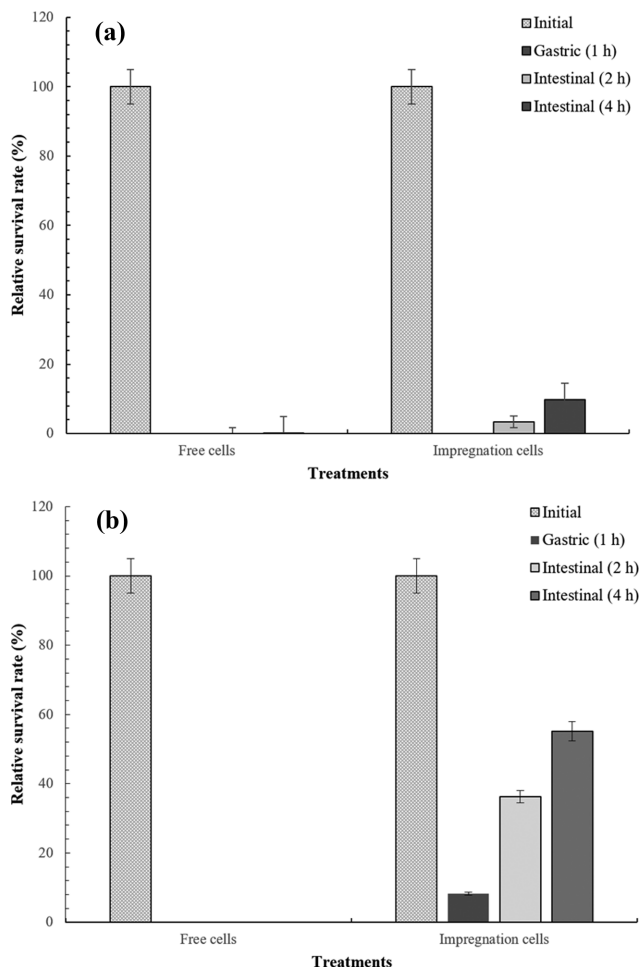 (a)
Initial
Gastric (1 h)
Intestinal (2 h)
Intestinal (4 h)
Relative survival rate (%)
120
100
80
60
40
20
0
Free cells
Impregnation cells
Treatments
(b)
Initial
Gastric (1 h)
Intestinal (2 h)
Intestinal (4 h)
Relative survival rate (%)
120
100
80
60
40
20
0
Free cells
Impregnation cells
Treatments